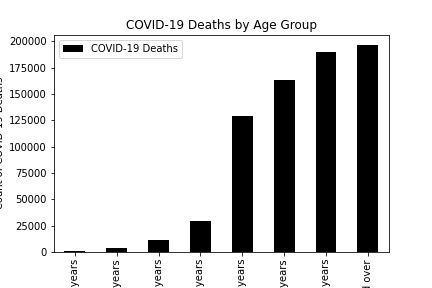 COVID-19 Deaths by Age Group
COVID-19 Deaths
200000
175000
150000
125000
100000
75000
50000
25000
0
years
years
years
years
years
years
years
over